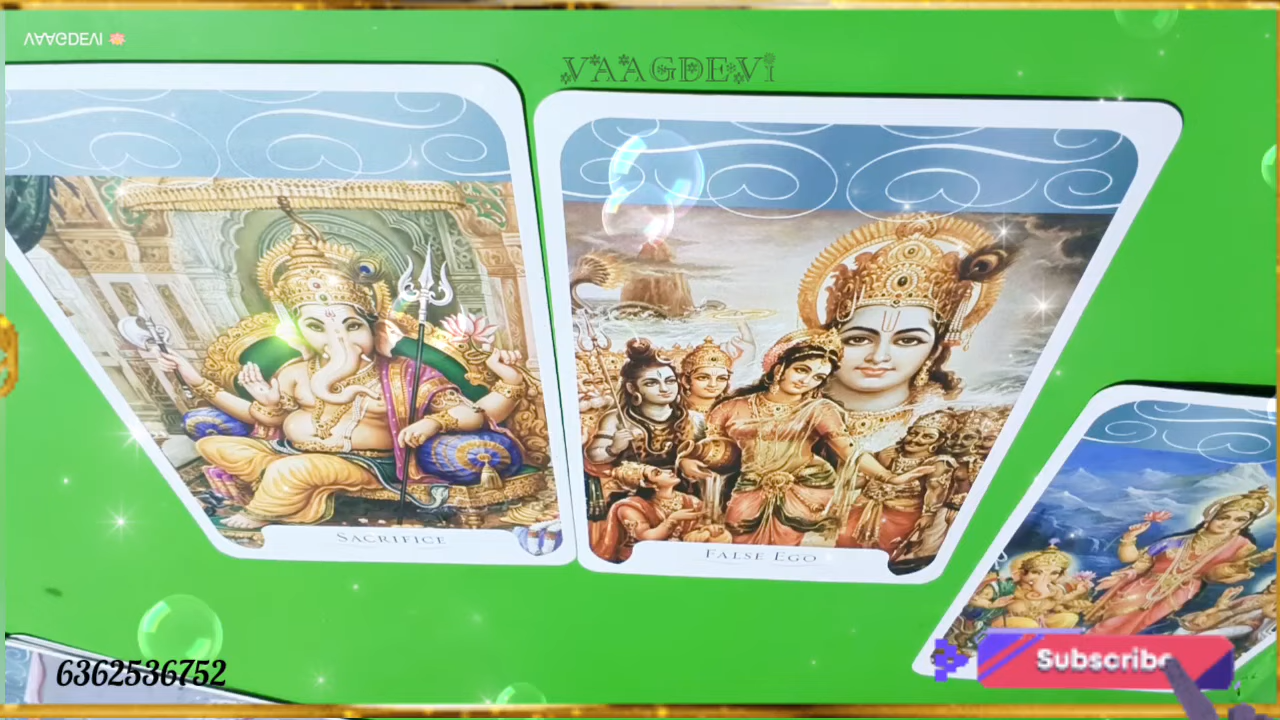 VAAGDEVI
VAAGDEVi
SACRIFICE
FALSE EGO
6362536752
Subscribe